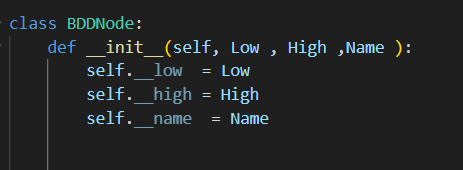 class BDDNode:
    def __init__(self, Low , High ,Name ):
        self.__low  = Low
        self.__high = High
        self.__name  = Name